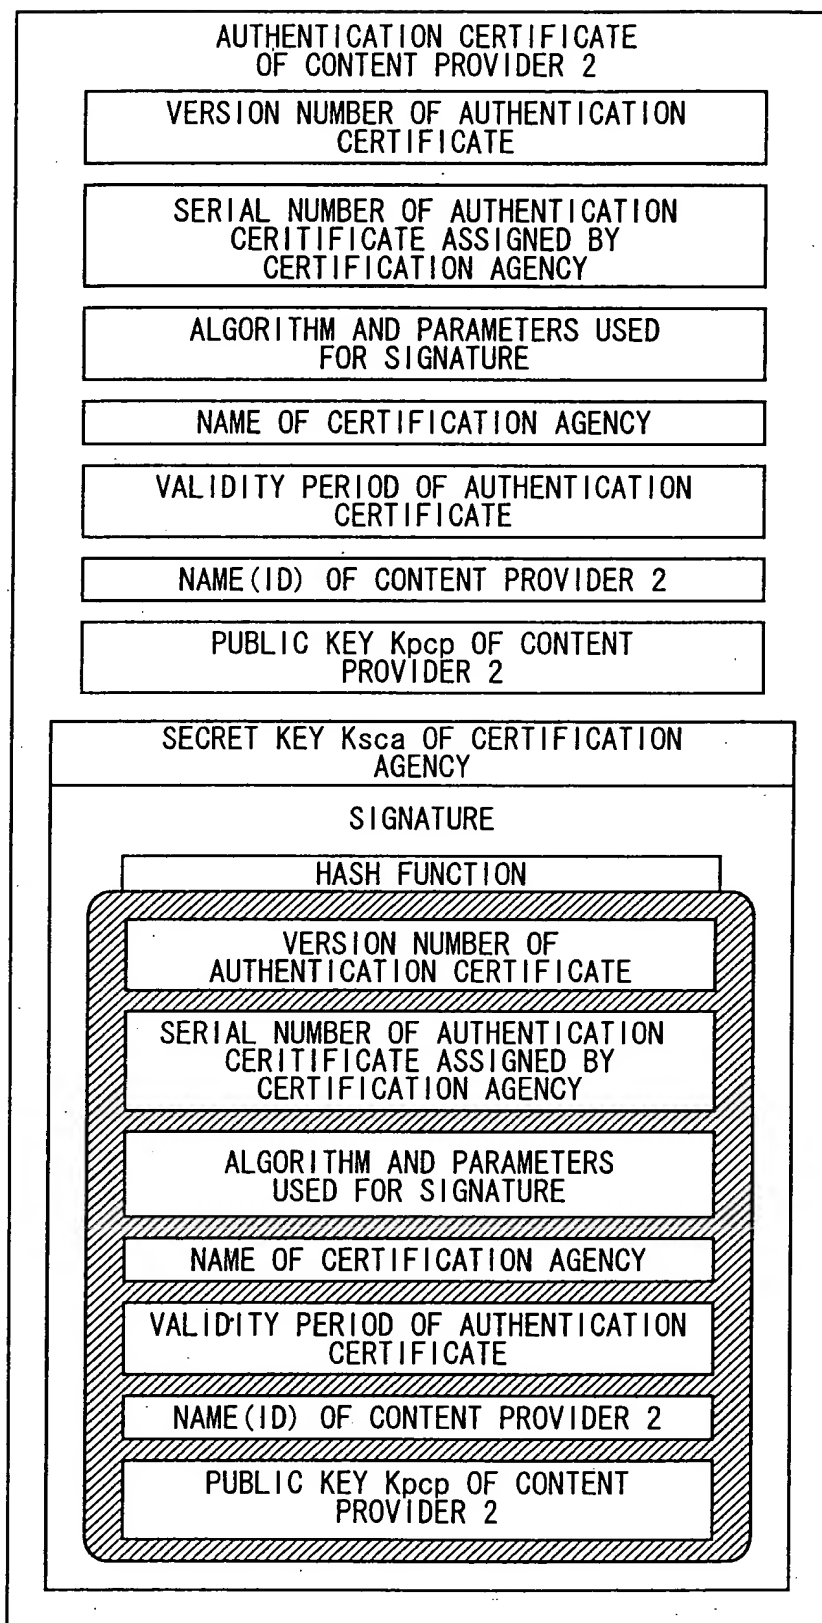 AUTHENTICATION CERTIFICATE
OF CONTENT PROVIDER 2
VERSION NUMBER OF AUTHENTICATION
CERTIFICATE
SERIAL NUMBER OF AUTHENTICATION
CERITIFICATE ASSIGNED BY
CERTIFICATION AGENCY
ALGORITHM AND PARAMETERS USED
FOR SIGNATURE
NAME OF CERTIFICATION AGENCY
VALIDITY PERIOD OF AUTHENTICATION
CERTIFICATE
NAME(ID) OF CONTENT PROVIDER 2
PUBLIC KEY Kpcp OF CONTENT
PROVIDER 2
SECRET KEY Ksca OF CERTIFICATION
AGENCY
SIGNATURE
HASH FUNCTION
VERSION NUMBER OF
AUTHENTICATION CERTIFICATE
SERIAL NUMBER OF AUTHENTICATION
CERITIFICATE ASSIGNED BY
CERTIFICATION AGENCY
ALGORITHM AND PARAMETERS
USED FOR SIGNATURE
NAME OF CERTIFICATION AGENCY
VALIDITY PERIOD OF AUTHENTICATION
CERTIFICATE
NAME(ID) OF CONTENT PROVIDER 2
PUBLIC KEY Kpcp OF CONTENT
PROVIDER 2